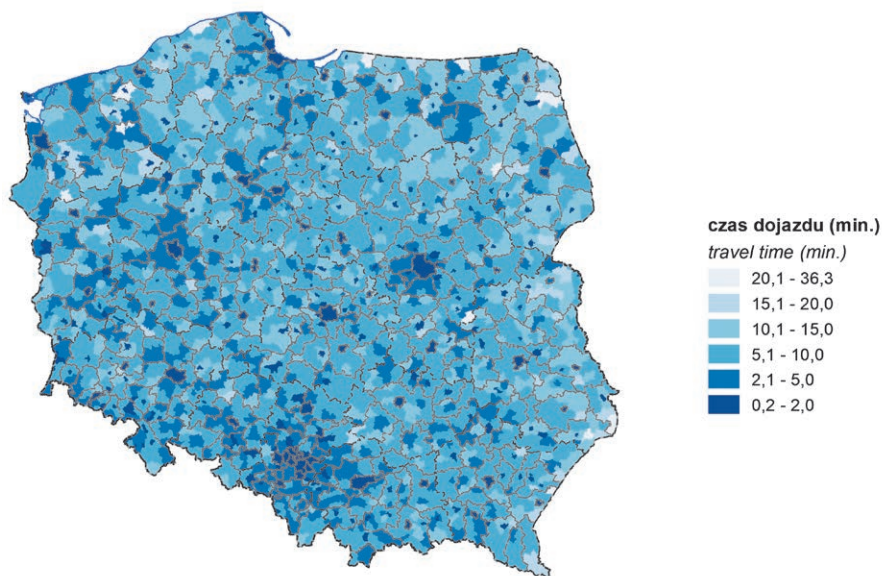 czas dojazdu (min.)
travel time (min.)
20,1 - 36,3
15,1 - 20,0
10,1 - 15,0
5,1 - 10,0
2,1 - 5,0
0,2 - 2,0